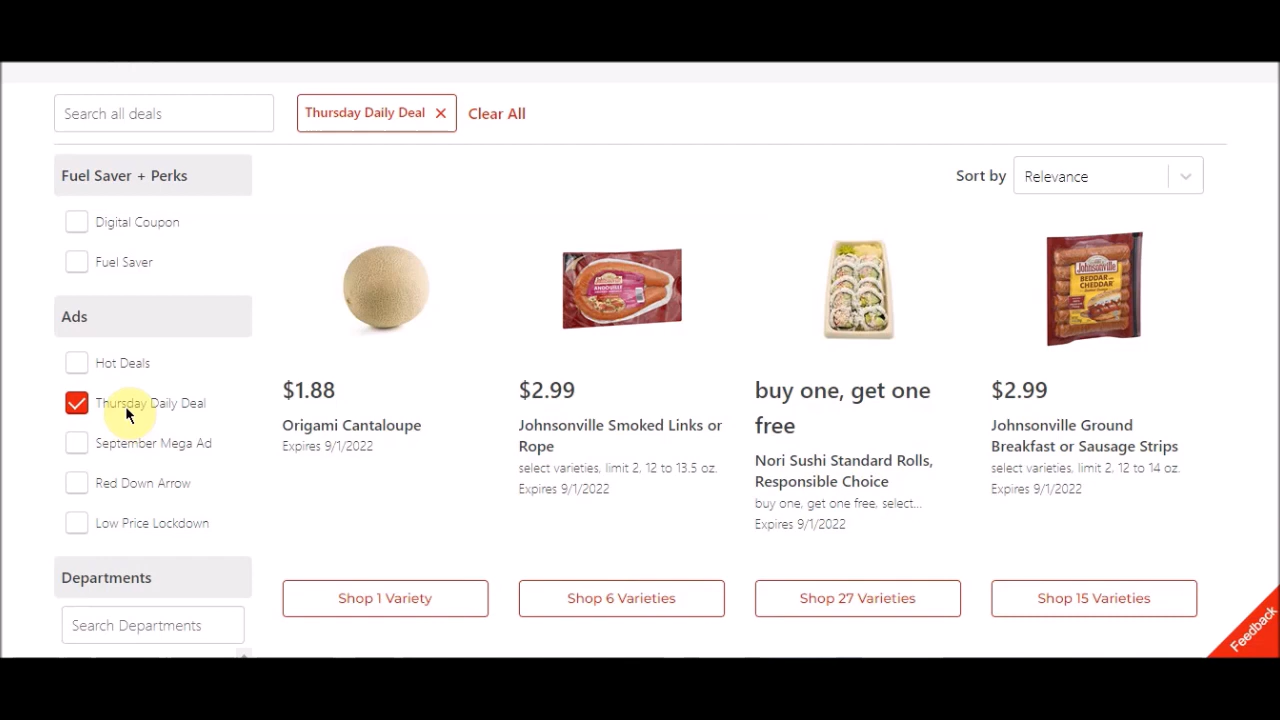 Search all deals
Thursday Daily Deal
Clear All
Fuel Saver + Perks
Sort by
Relevance
Digital Coupon
Fuel Saver
Ads
Hot Deals
Thursday Daily Deal
September Mega Ad
Red Down Arrow
Low Price Lockdown
Departments
Search Departments
$1.88
Origami Cantaloupe
Expires 9/1/2022
Shop 1 Variety
Johnsonville
ANDOUILLE
$2.99
Johnsonville Smoked Links or
Rope
select varieties, limit 2, 12 to 13.5 oz.
Expires 9/1/2022
Shop 6 Varieties
buy one, get one
free
Nori Sushi Standard Rolls,
Responsible Choice
buy one, get one free, select...
Expires 9/1/2022
Shop 27 Varieties
Johnsonville
BEDDAR
CHEDDAR
$2.99
Johnsonville Ground
Breakfast or Sausage Strips
select varieties, limit 2, 12 to 14 oz.
Expires 9/1/2022
Shop 15 Varieties
Feedback